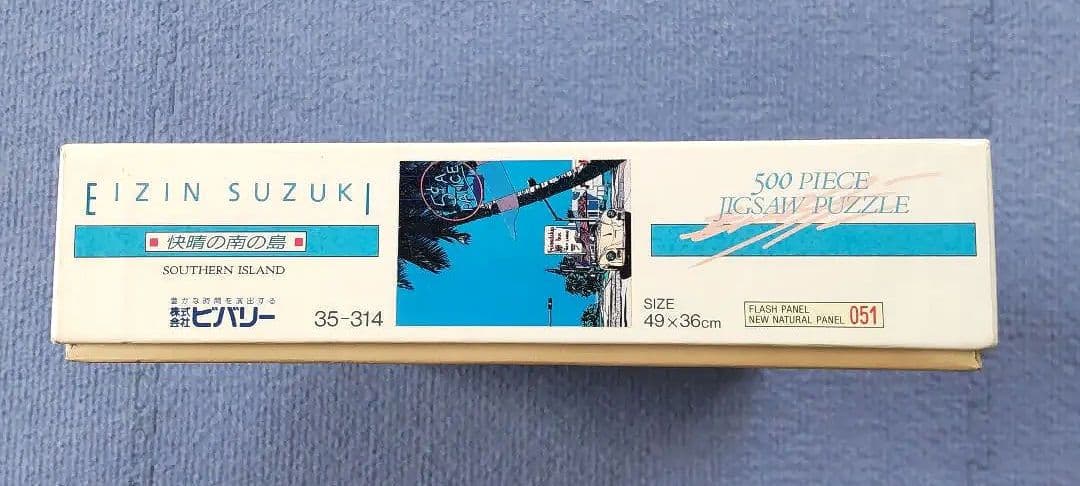 EIZIN SUZUKI
快晴の南の島
SOUTHERN ISLAND
豊かな時間を演出する
株式会社ビバリー
35-314
500 PIECE
JIGSAW PUZZLE
SIZE
49×36cm
FLASH PANEL
NEW NATURAL PANEL 051